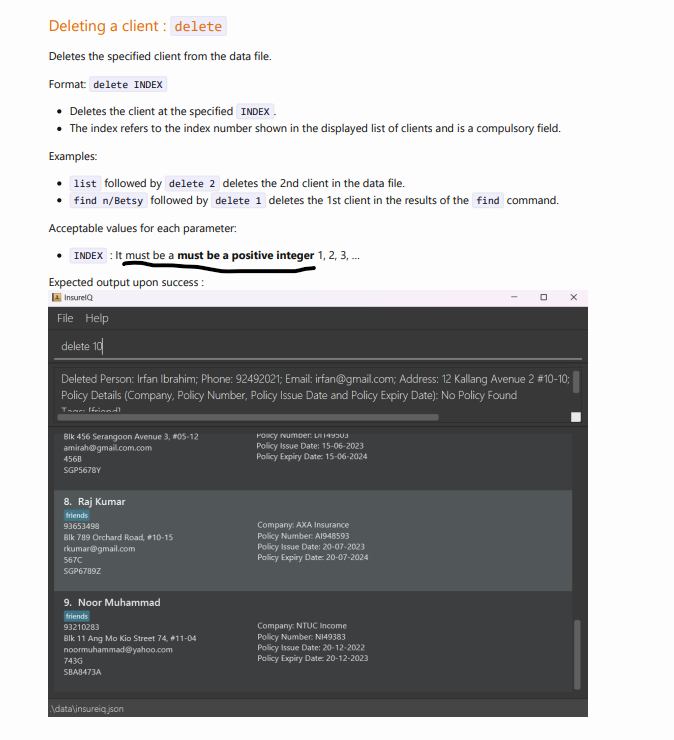 Deleting a client : delete
Deletes the specified client from the data file.
Format: delete INDEX
• Deletes the client at the specified INDEX .
• The index refers to the index number shown in the displayed list of clients and is a compulsory field.
Examples:
• list followed by delete 2 deletes the 2nd client in the data file.
• find n/Betsy followed by delete 1 deletes the 1st client in the results of the find command.
Acceptable values for each parameter:
• INDEX : It must be a must be a positive integer 1, 2, 3, ...
Expected output upon success :
InsureIQ
File Help
delete 10
Deleted Person: Irfan Ibrahim; Phone: 92492021; Email: irfan@gmail.com; Address: 12 Kallang Avenue 2 #10-10;
Policy Details (Company, Policy Number, Policy Issue Date and Policy Expiry Date): No Policy Found
Tags: [friend]
Blk 456 Serangoon Avenue 3, #05-12
amirah@gmail.com.com
456B
SGP5678Y
Policy Number: DI149503
Policy Issue Date: 15-06-2023
Policy Expiry Date: 15-06-2024
8. Raj Kumar
friends
93653498
Blk 789 Orchard Road, #10-15
rkumar@gmail.com
567C
SGP6789Z
Company: AXA Insurance
Policy Number: AI948593
Policy Issue Date: 20-07-2023
Policy Expiry Date: 20-07-2024
9. Noor Muhammad
friends
93210283
Blk 11 Ang Mo Kio Street 74, #11-04
noormuhammad@yahoo.com
743G
SBA8473A
Company: NTUC Income
Policy Number: NI49383
Policy Issue Date: 20-12-2022
Policy Expiry Date: 20-12-2023
.\data\insureiq.json